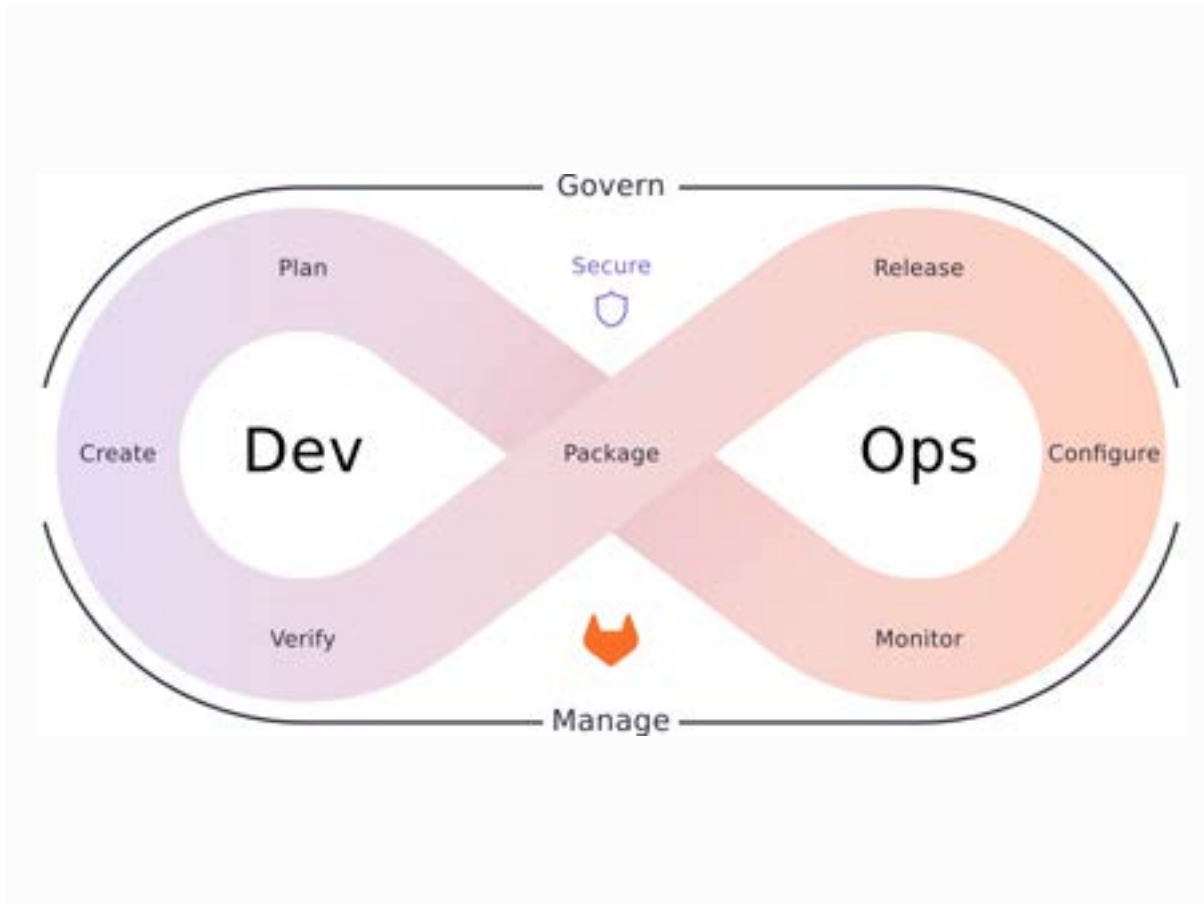 Govern
Plan
Secure
Release
Create
Dev
Package
Ops
Configure
Verify
Monitor
Manage